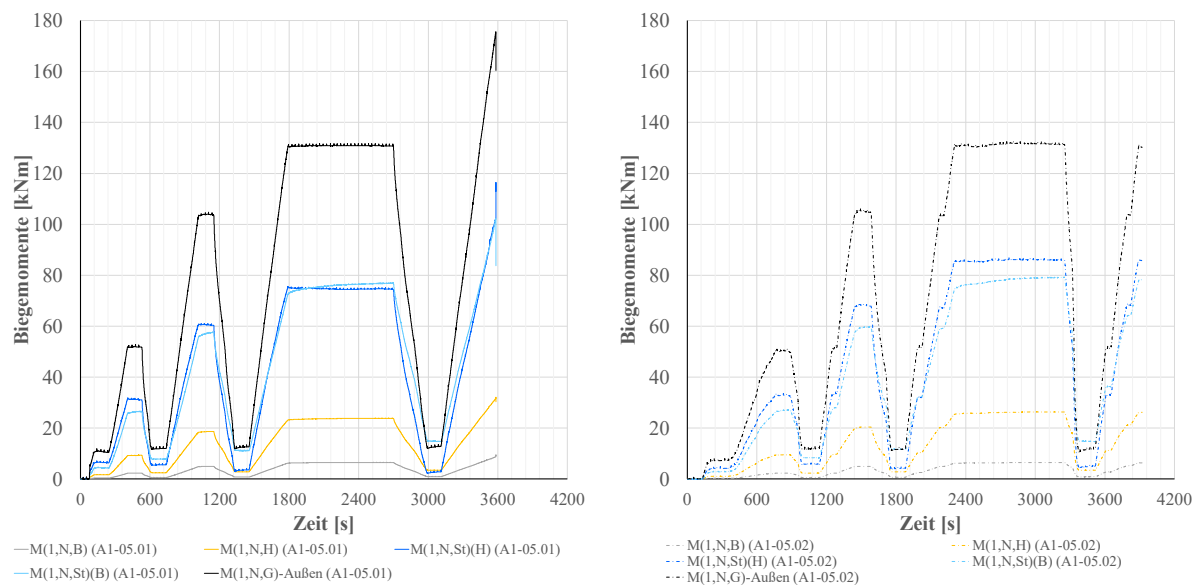 180
160
140
120
100
80
60
40
20
0
Biegemomente [kNm]
0 600 1200 1800 2400 3000 3600 4200
Zeit [s]
M(1,N,B) (A1-05.01) M(1,N,H) (A1-05.01) M(1,N,St)(H) (A1-05.01)
M(1,N,St)(B) (A1-05.01) M(1,N,G)-Außen (A1-05.01)
180
160
140
120
100
80
60
40
20
0
Biegemomente [kNm]
0 600 1200 1800 2400 3000 3600 4200
Zeit [s]
M(1,N,B) (A1-05.02) M(1,N,H) (A1-05.02)
M(1,N,St)(H) (A1-05.02) M(1,N,St)(B) (A1-05.02)
M(1,N,G)-Außen (A1-05.02)